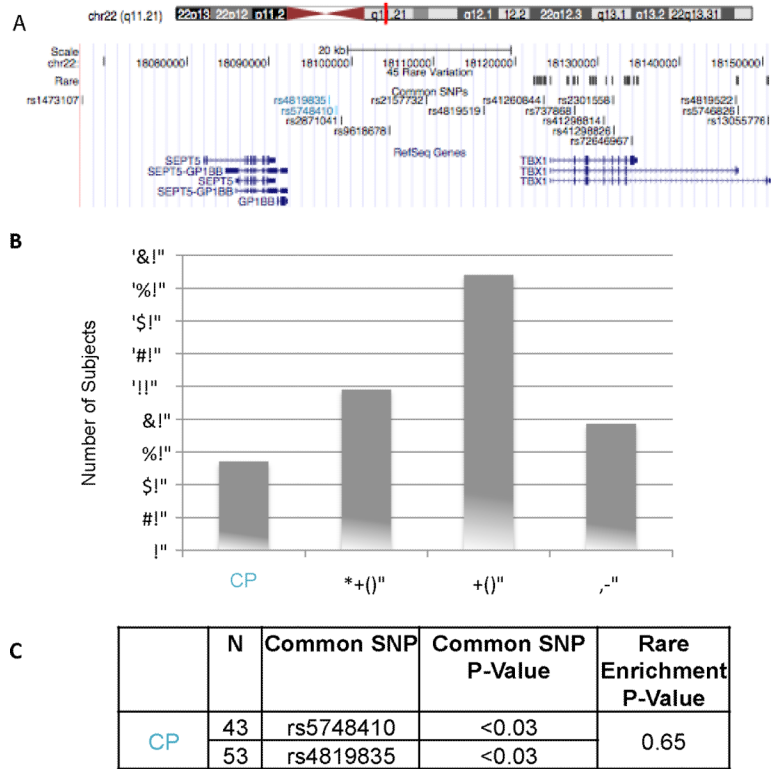 A
chr22 (q11.21)
22p13 22p12 p11.2 q11.21 q12.1 12.2 22q12.3 q13.1 q13.2 22q13.31
Scale 20 kb
chr22: 18080000 18090000 18100000 18110000 18120000 18130000 18140000 18150000
45 Rare Variation
Rare
Common SNPs
rs1473107 rs4819835 rs2157732 rs41260844 rs2301558 rs4819522
rs5748410 rs4819519 rs737868 rs5746826
rs2871041 rs41298814 rs13055776
rs9618678 rs41298826
rs72646967
RefSeq Genes
SEPT5 TBX1
SEPT5-GP1BB TBX1
SEPT5 TBX1
SEPT5-GP1BB
GP1BB
B
Number of Subjects
'&!"
'%!"
'$!"
'#!"
'!!"
&!"
%!"
$!"
#!"
!"
CP *+()" +()" ,-"
C
N Common SNP Common SNP P-Value Rare Enrichment P-Value
CP 43 rs5748410 <0.03 0.65
53 rs4819835 <0.03